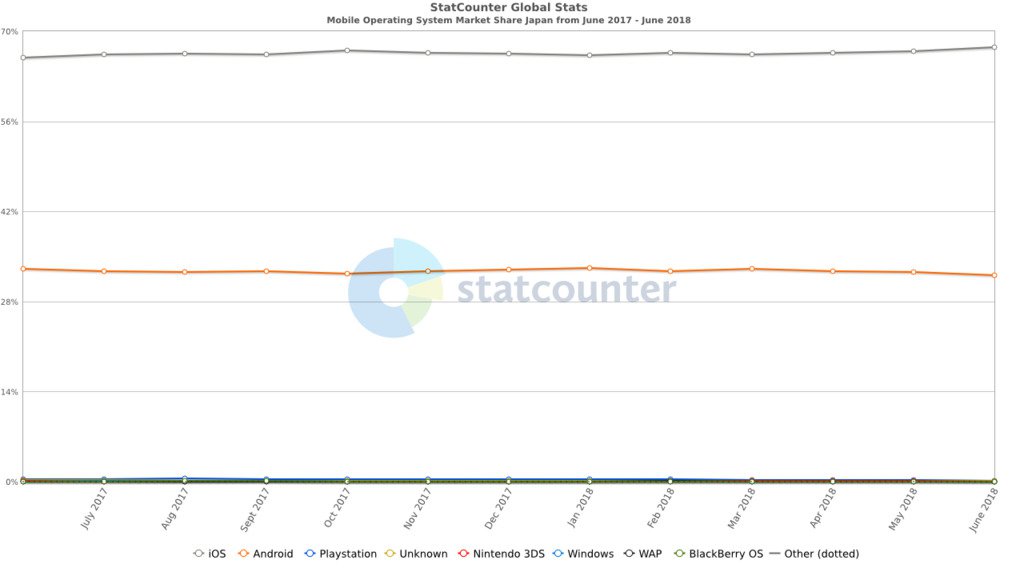 StatCounter Global Stats
Mobile Operating System Market Share Japan from June 2017 - June 2018
70%
56%
42%
28%
14%
0%
statcounter
July 2017
Aug 2017
Sept 2017
Oct 2017
Nov 2017
Dec 2017
Jan 2018
Feb 2018
Mar 2018
Apr 2018
May 2018
June 2018
iOS Android Playstation Unknown Nintendo 3DS Windows WAP BlackBerry OS Other (dotted)